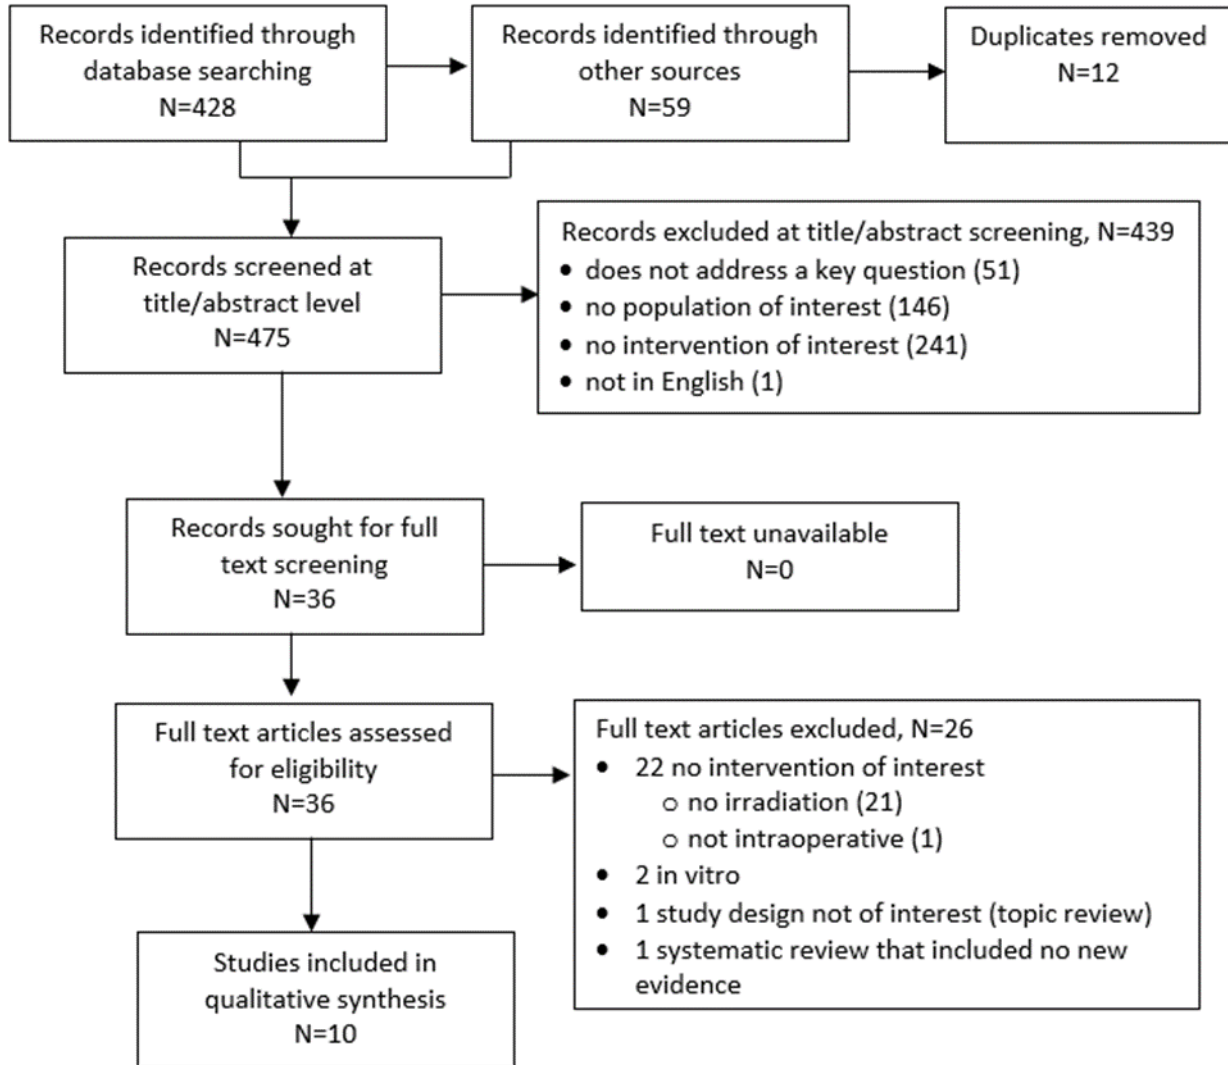 Records identified through
database searching
N=428
Records identified through
other sources
N=59
Duplicates removed
N=12
Records screened at
title/abstract level
N=475
Records excluded at title/abstract screening, N=439
• does not address a key question (51)
• no population of interest (146)
• no intervention of interest (241)
• not in English (1)
Records sought for full
text screening
N=36
Full text unavailable
N=0
Full text articles assessed
for eligibility
N=36
Full text articles excluded, N=26
• 22 no intervention of interest
o no irradiation (21)
o not intraoperative (1)
• 2 in vitro
• 1 study design not of interest (topic review)
• 1 systematic review that included no new
evidence
Studies included in
qualitative synthesis
N=10